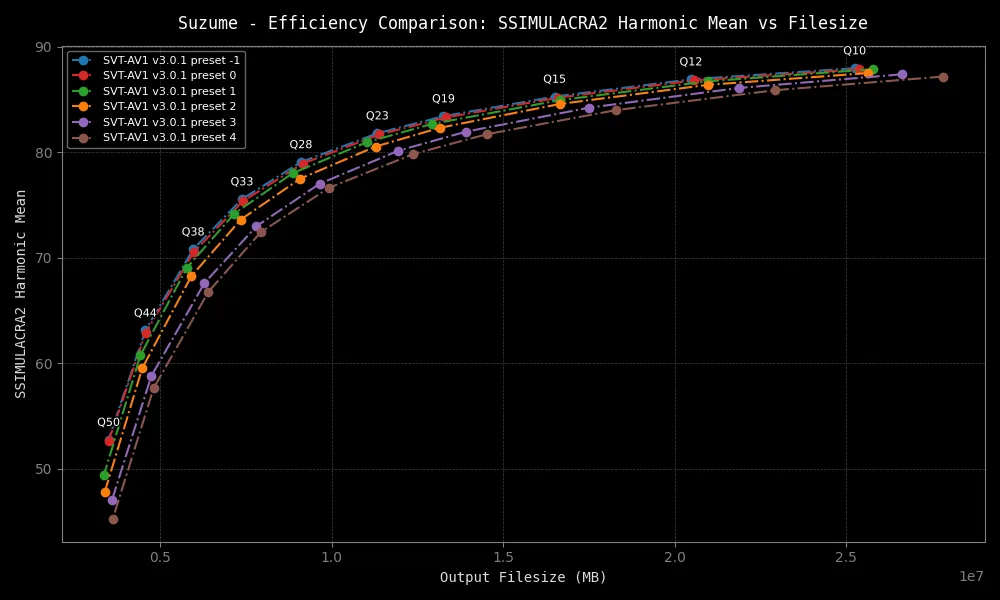 Suzume - Efficiency Comparison: SSIMULACRA2 Harmonic Mean vs Filesize
SVT-AV1 v3.0.1 preset -1
SVT-AV1 v3.0.1 preset 0
SVT-AV1 v3.0.1 preset 1
SVT-AV1 v3.0.1 preset 2
SVT-AV1 v3.0.1 preset 3
SVT-AV1 v3.0.1 preset 4
Q10
Q12
Q15
Q19
Q23
Q28
Q33
Q38
Q44
Q50
90
80
70
60
50
SSIMULACRA2 Harmonic Mean
0.5
1.0
1.5
2.0
2.5
1e7
Output Filesize (MB)